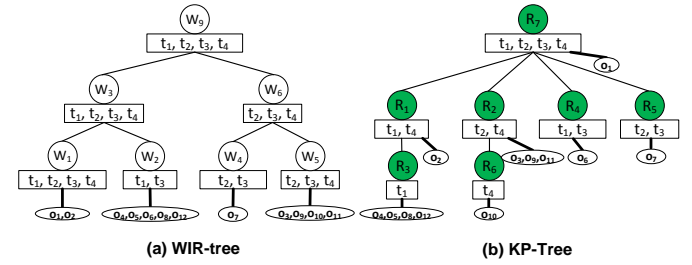 W9
t1, t2, t3, t4
W3
W6
t1, t2, t3, t4
t2, t3, t4
W1
W2
W4
W5
t1, t2, t3, t4
t1, t3
t2, t3
t2, t3, t4
o1,o2
o4,o5,o6,o8,o12
o7
o3,o9,o10,o11
(a) WIR-tree
R7
t1, t2, t3, t4
o1
R1
R2
R4
R5
t1, t4
t2, t4
t1, t3
t2, t3
R3
o2
R6
o3,o9,o11
o6
o7
t1
t4
o4,o5,o8,o12
o10
(b) KP-Tree